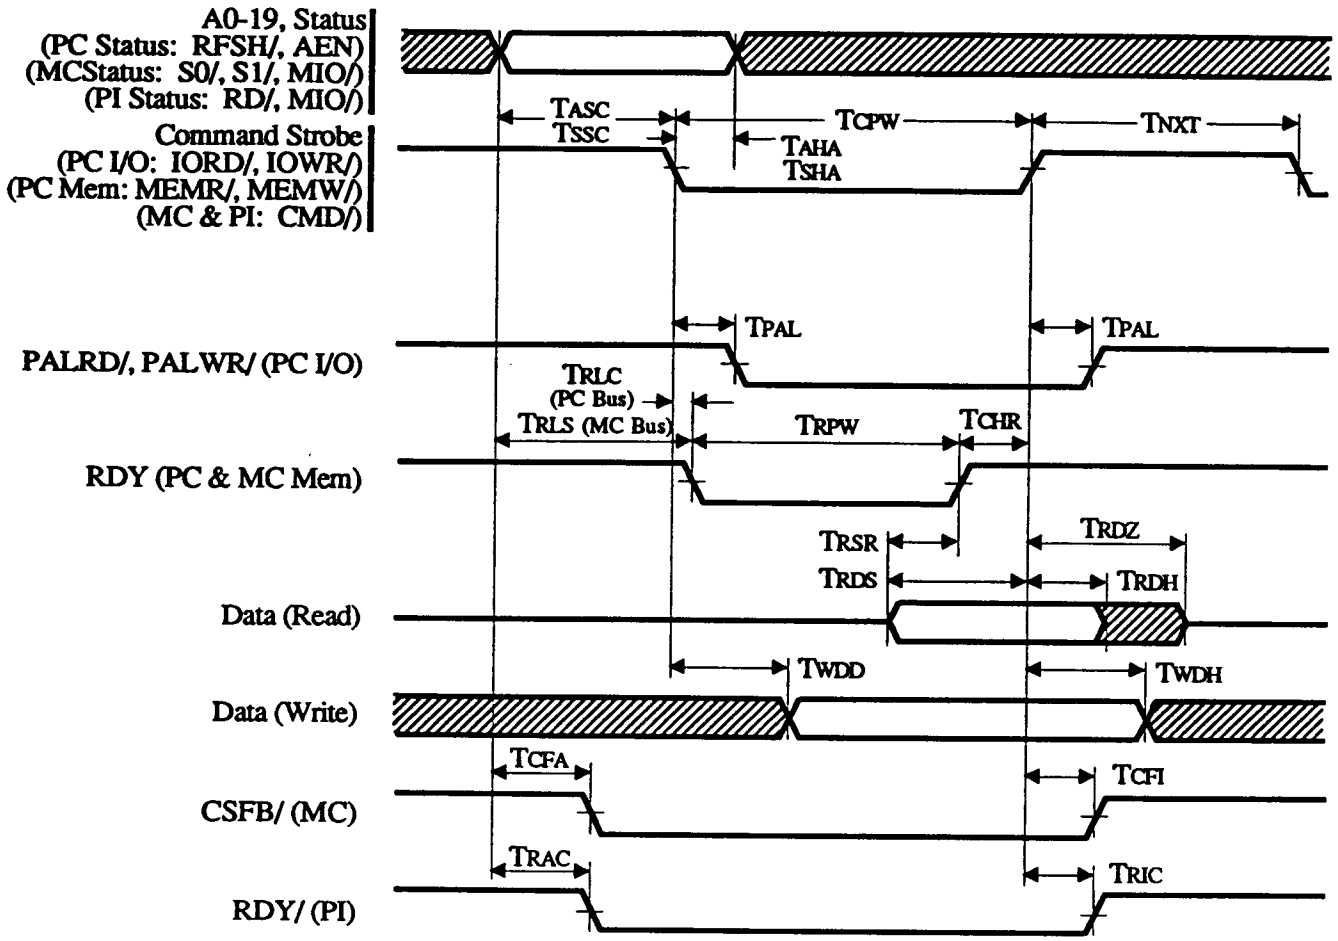 A0-19, Status
(PC Status: RFSH/, AEN)
(MCStatus: S0/, S1/, MIO/)
(PI Status: RD/, MIO/)
TASC
TSSC
TCPW
TNXT
TAHA
TSHA
Command Strobe
(PC I/O: IORD/, IOWR/)
(PC Mem: MEMR/, MEMW/)
(MC & PI: CMD/)
TPAL
TPAL
PALRD/, PALWR/ (PC I/O)
TRLC
(PC Bus)
TRLS (MC Bus)
TRPW
TCHR
RDY (PC & MC Mem)
TRSR
TRDZ
TRDS
TRDH
Data (Read)
TWDD
TWDH
Data (Write)
TCFA
TCFI
CSFB/ (MC)
TRAC
TRIC
RDY/ (PI)